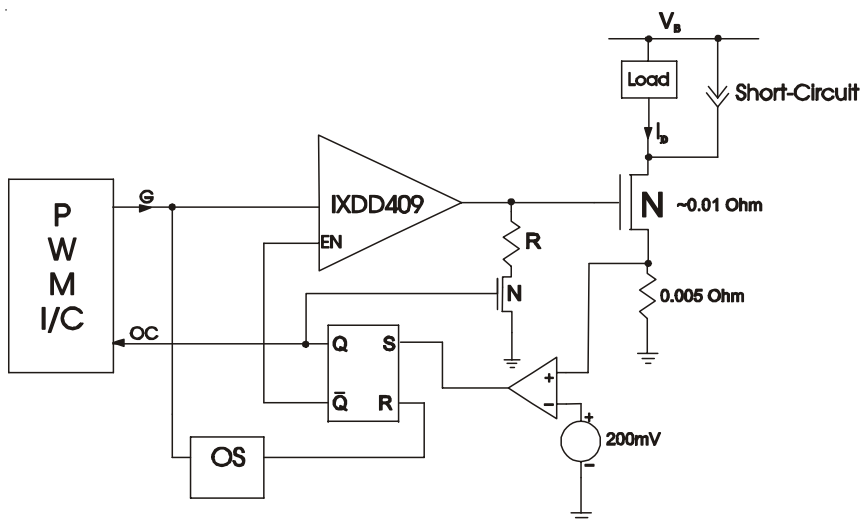 V_B
Load
Short-Circuit
I_D
G
P
W
M
I/C
IXDD409
EN
N
~0.01 Ohm
R
N
0.005 Ohm
OC
Q
S
Q̅
R
+
−
+
200mV
−
OS